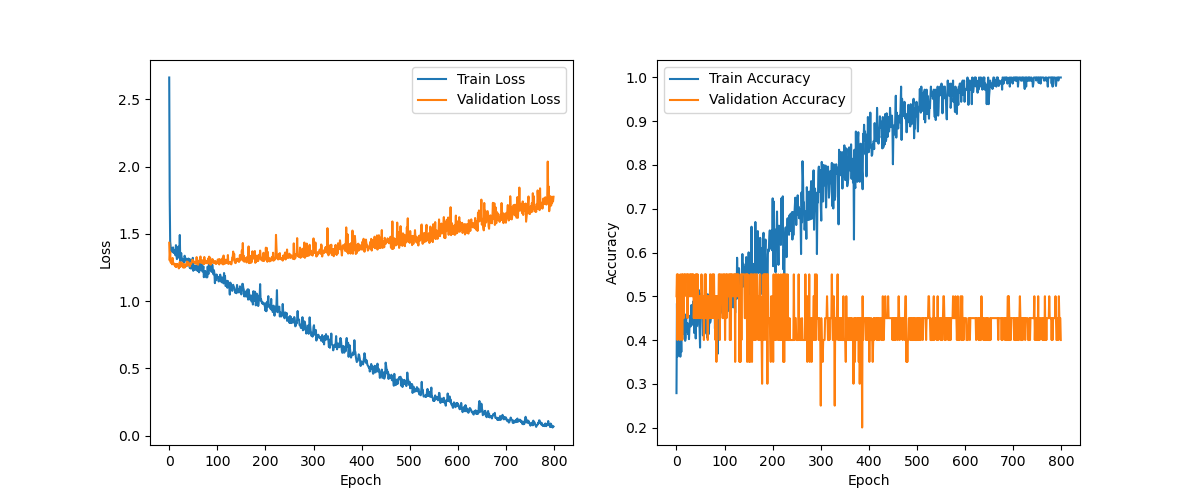 Train Loss
Validation Loss
2.5
2.0
1.5
1.0
0.5
0.0
Loss
0 100 200 300 400 500 600 700 800
Epoch
Train Accuracy
Validation Accuracy
1.0
0.9
0.8
0.7
0.6
0.5
0.4
0.3
0.2
Accuracy
0 100 200 300 400 500 600 700 800
Epoch